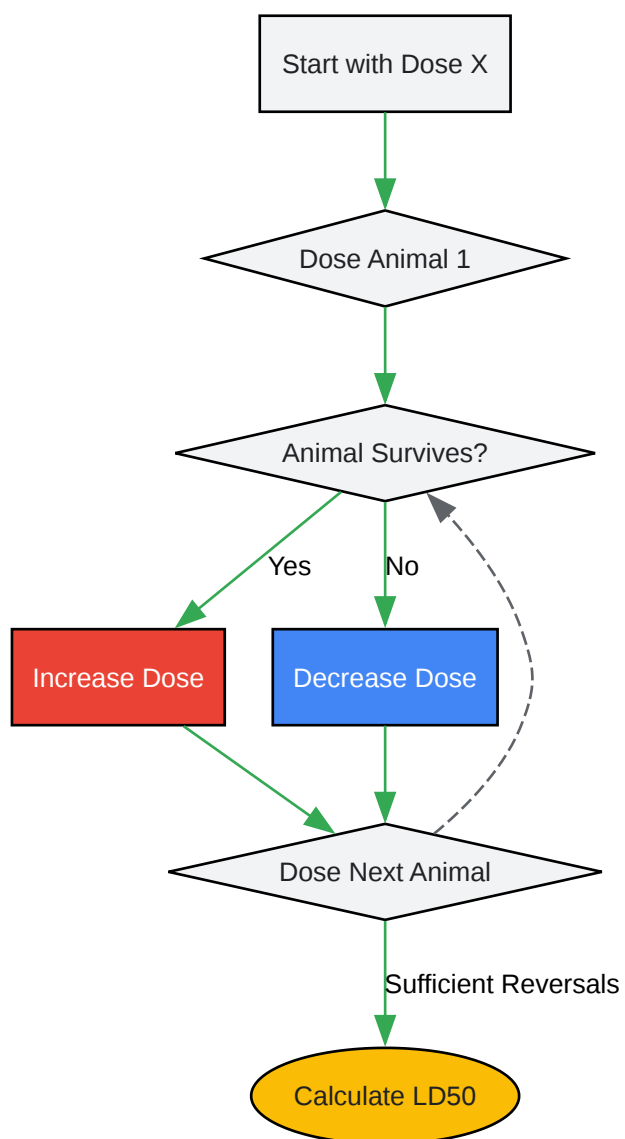 Start with Dose X
Dose Animal 1
Animal Survives?
Yes
No
Increase Dose
Decrease Dose
Dose Next Animal
Sufficient Reversals
Calculate LD50